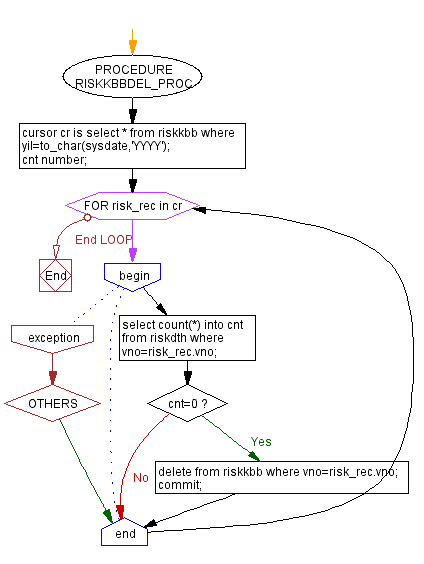 PROCEDURE
RISKKBBDEL_PROC
cursor cr is select * from riskkbb where
yil=to_char(sysdate,'YYYY');
cnt number;
FOR risk_rec in cr
End LOOP
End
begin
select count(*) into cnt
from riskdth where
vno=risk_rec.vno;
exception
OTHERS
cnt=0 ?
Yes
No
delete from riskkbb where vno=risk_rec.vno;
commit;
end